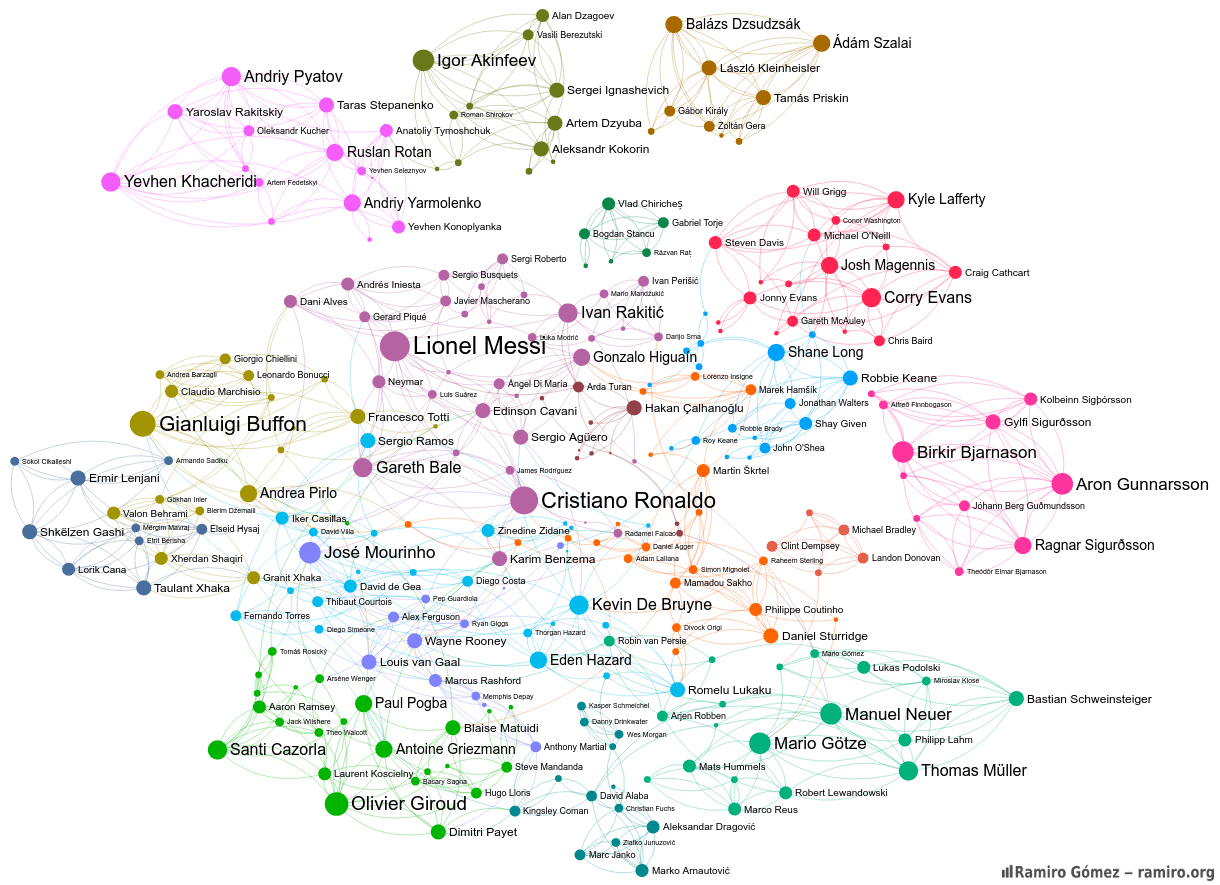 Alan Dzagoev
Balázs Dzsudzsák
Vasili Berezutski
Ádám Szalai
Igor Akinfeev
László Kleinheisler
Andriy Pyatov
Sergei Ignashevich
Tamás Priskin
Taras Stepanenko
Yaroslav Rakitskiy
Gábor Király
Roman Shirokov
Artem Dzyuba
Zoltán Gera
Oleksandr Kucher
Anatoliy Tymoshchuk
Aleksandr Kokorin
Ruslan Rotan
Yevhen Seleznyov
Yevhen Khacheridi
Artem Fedetskyi
Will Grigg
Kyle Lafferty
Andriy Yarmolenko
Vlad Chiricheș
Conor Washington
Gabriel Torje
Yevhen Konoplyanka
Bogdan Stancu
Michael O'Neill
Steven Davis
Răzvan Raț
Sergi Roberto
Josh Magennis
Craig Cathcart
Sergio Busquets
Ivan Perišić
Andrés Iniesta
Mario Mandžukić
Dani Alves
Javier Mascherano
Jonny Evans
Corry Evans
Gerard Piqué
Ivan Rakitić
Gareth McAuley
Luka Modrić
Darijo Srna
Chris Baird
Lionel Messi
Shane Long
Giorgio Chiellini
Gonzalo Higuaín
Andrea Barzagli
Leonardo Bonucci
Lorenzo Insigne
Robbie Keane
Neymar
Ángel Di María
Arda Turan
Marek Hamšík
Claudio Marchisio
Luis Suárez
Jonathan Walters
Alfreð Finnbogason
Kolbeinn Sigþórsson
Edinson Cavani
Hakan Çalhanoğlu
Francesco Totti
Gianluigi Buffon
Shay Given
Gylfi Sigurðsson
Robbie Brady
Sergio Ramos
Sergio Agüero
Roy Keane
John O'Shea
Birkir Bjarnason
Sokol Cikalleshi
Armando Sadiku
Gareth Bale
James Rodríguez
Martin Škrtel
Ermir Lenjani
Aron Gunnarsson
Andrea Pirlo
Gökhan Inler
Cristiano Ronaldo
Valon Behrami
Blerim Džemaili
Jóhann Berg Guðmundsson
Iker Casillas
Shkëlzen Gashi
Mërgim Mavraj
Elseid Hysaj
David Villa
Zinedine Zidane
Radamel Falcao
Michael Bradley
Etrit Berisha
Daniel Agger
Clint Dempsey
Ragnar Sigurðsson
José Mourinho
Xherdan Shaqiri
Karim Benzema
Adam Lallana
Raheem Sterling
Landon Donovan
Lorik Cana
Simon Mignolet
Theódór Elmar Bjarnason
Granit Xhaka
Diego Costa
Mamadou Sakho
Taulant Xhaka
David de Gea
Thibaut Courtois
Pep Guardiola
Kevin De Bruyne
Philippe Coutinho
Fernando Torres
Alex Ferguson
Ryan Giggs
Diego Simeone
Thorgan Hazard
Divock Origi
Daniel Sturridge
Wayne Rooney
Robin van Persie
Tomáš Rosický
Louis van Gaal
Eden Hazard
Mario Gómez
Lukas Podolski
Arsène Wenger
Marcus Rashford
Miroslav Klose
Romelu Lukaku
Memphis Depay
Bastian Schweinsteiger
Aaron Ramsey
Paul Pogba
Kasper Schmeichel
Arjen Robben
Manuel Neuer
Jack Wilshere
Blaise Matuidi
Danny Drinkwater
Theo Walcott
Wes Morgan
Philipp Lahm
Santi Cazorla
Antoine Griezmann
Anthony Martial
Mario Götze
Laurent Koscielny
Steve Mandanda
Mats Hummels
Thomas Müller
Bacary Sagna
Hugo Lloris
David Alaba
Robert Lewandowski
Olivier Giroud
Kingsley Coman
Christian Fuchs
Marco Reus
Dimitri Payet
Aleksandar Dragović
Zlatko Junuzović
Marc Janko
Marko Arnautović
Ramiro Gómez – ramiro.org